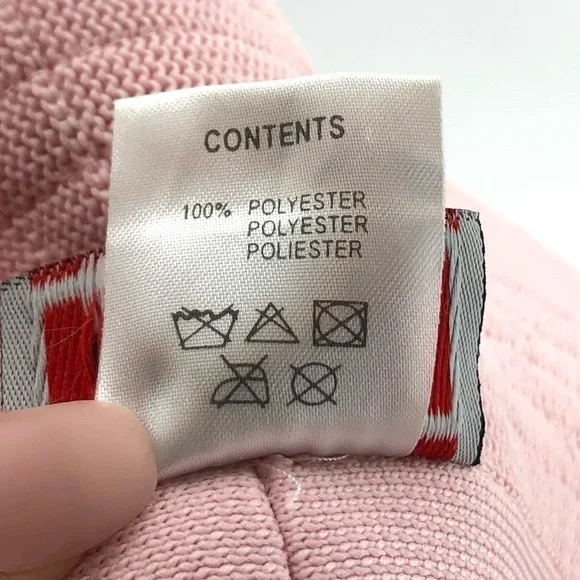 CONTENTS
100% POLYESTER
POLYESTER
POLIESTER